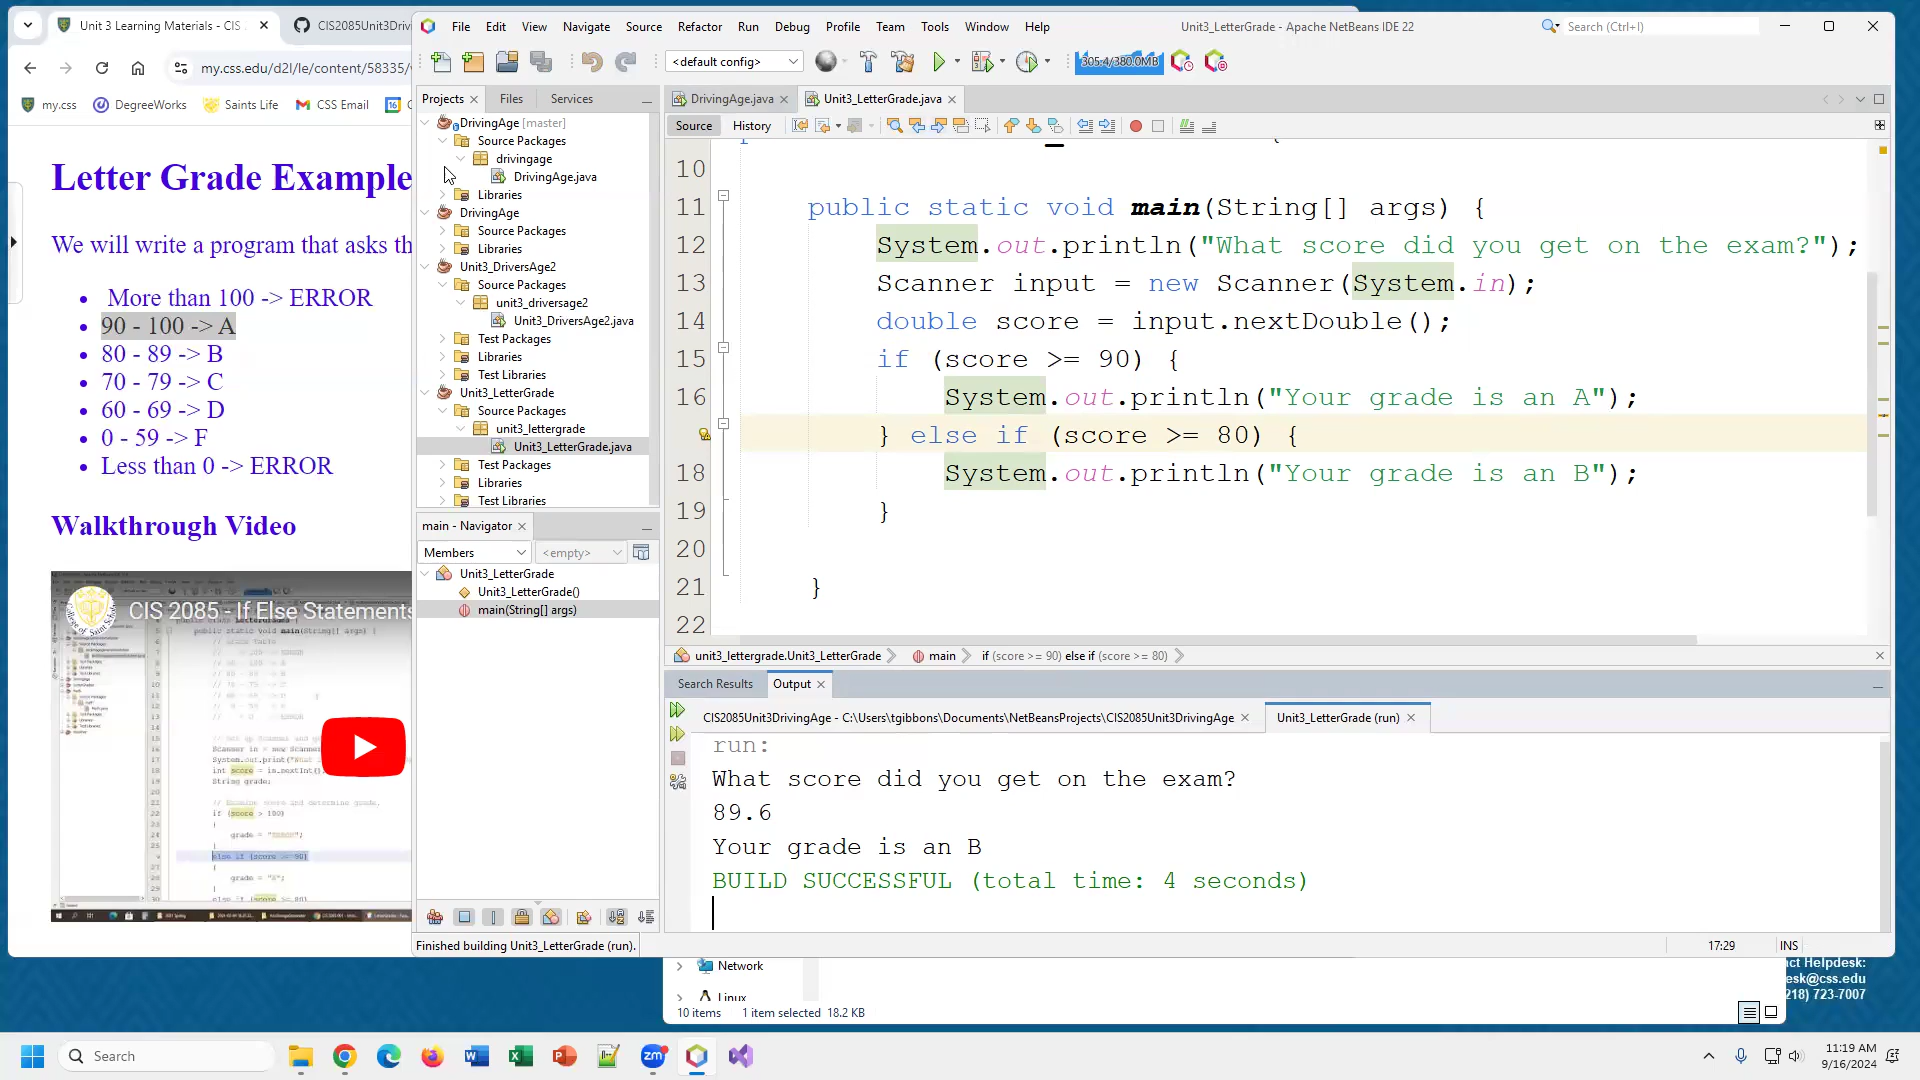 Unit 3 Learning Materials - CIS
CIS2085Unit3Driv
my.css.edu/d2l/le/content/58335/
my.css
DegreeWorks
Saints Life
CSS Email
Letter Grade Example
We will write a program that asks th
More than 100 -> ERROR
90 - 100 -> A
80 - 89 -> B
70 - 79 -> C
60 - 69 -> D
0 - 59 -> F
Less than 0 -> ERROR
Walkthrough Video
CIS 2085 - If Else Statements
File Edit View Navigate Source Refactor Run Debug Profile Team Tools Window Help
Unit3_LetterGrade - Apache NetBeans IDE 22
Search (Ctrl+I)
<default config>
305.4/380.0MB
Projects
Files
Services
DrivingAge [master]
Source Packages
drivingage
DrivingAge.java
Libraries
DrivingAge
Source Packages
Libraries
Unit3_DriversAge2
Source Packages
unit3_driversage2
Unit3_DriversAge2.java
Test Packages
Libraries
Test Libraries
Unit3_LetterGrade
Source Packages
unit3_lettergrade
Unit3_LetterGrade.java
Test Packages
Libraries
Test Libraries
main - Navigator
Members
<empty>
Unit3_LetterGrade
Unit3_LetterGrade()
main(String[] args)
DrivingAge.java
Unit3_LetterGrade.java
Source
History
10
11 public static void main(String[] args) {
12 System.out.println("What score did you get on the exam?");
13 Scanner input = new Scanner(System.in);
14 double score = input.nextDouble();
15 if (score >= 90) {
16 System.out.println("Your grade is an A");
} else if (score >= 80) {
18 System.out.println("Your grade is an B");
19 }
20
21 }
22
unit3_lettergrade.Unit3_LetterGrade
main
if (score >= 90) else if (score >= 80)
Search Results
Output
CIS2085Unit3DrivingAge - C:\Users\tgibbons\Documents\NetBeansProjects\CIS2085Unit3DrivingAge
Unit3_LetterGrade (run)
run:
What score did you get on the exam?
89.6
Your grade is an B
BUILD SUCCESSFUL (total time: 4 seconds)
Finished building Unit3_LetterGrade (run).
17:29
INS
Network
Linux
10 items 1 item selected 18.2 KB
act Helpdesk:
esk@css.edu
218) 723-7007
Search
11:19 AM
9/16/2024